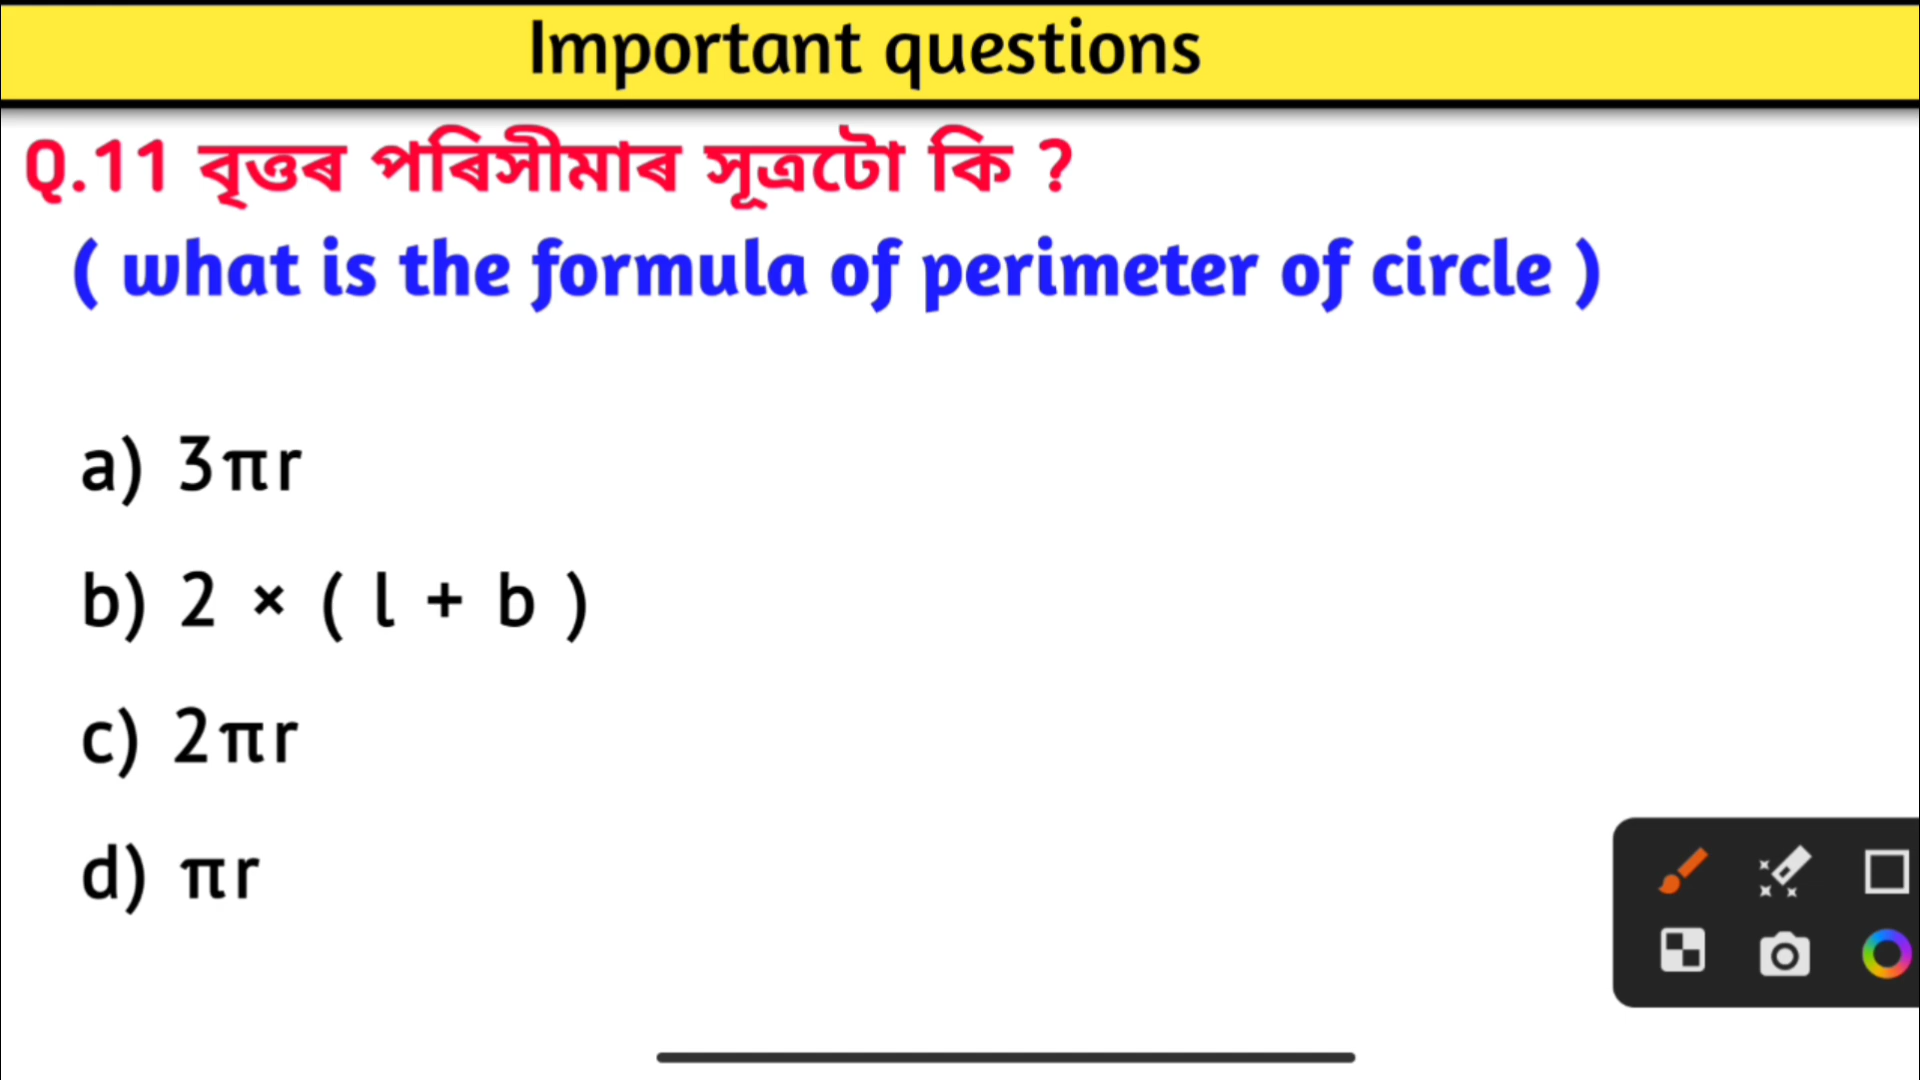 Important questions
Q.11 বৃত্তৰ পৰিসীমাৰ সূত্ৰটো কি ?
( what is the formula of perimeter of circle )
a) 3πr
b) 2 × ( l + b )
c) 2πr
d) πr